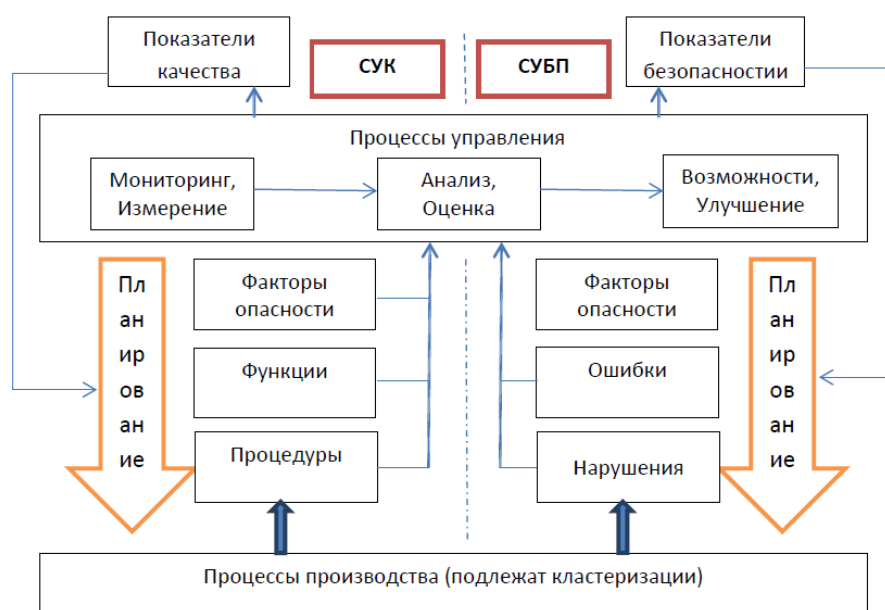 Показатели
качества
СУК
СУБП
Показатели
безопасностии
Процессы управления
Мониторинг,
Измерение
Анализ,
Оценка
Возможности,
Улучшение
Пл
ан
ир
ов
ан
ие
Факторы
опасности
Функции
Процедуры
Факторы
опасности
Ошибки
Нарушения
Пл
ан
ир
ов
ан
ие
Процессы производства (подлежат кластеризации)